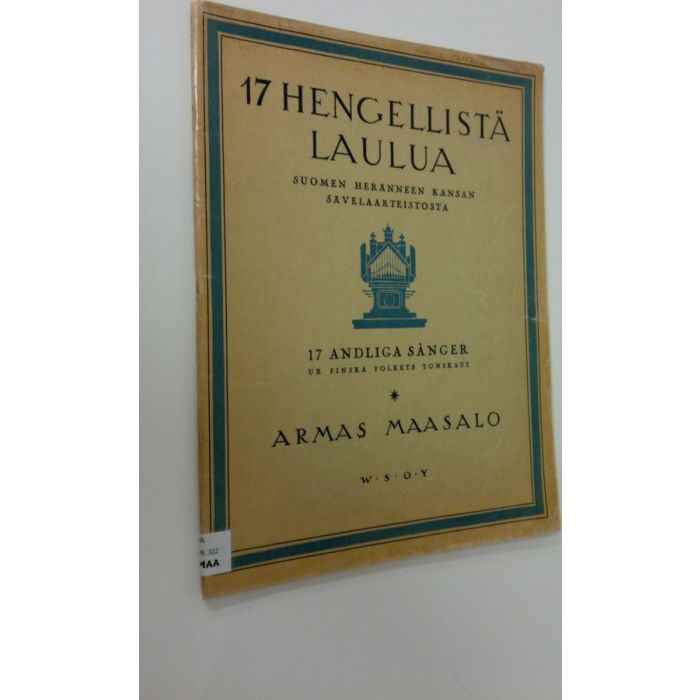 17 HENGELLISTÄ
LAULUA
SUOMEN HERÄNNEEN KANSAN
SÄVELAARTEISTOSTA
17 ANDLIGA SÅNGER
UR FINSKA FOLKETS TONSKATT
*
ARMAS MAASALO
W · S · O · Y
MAA